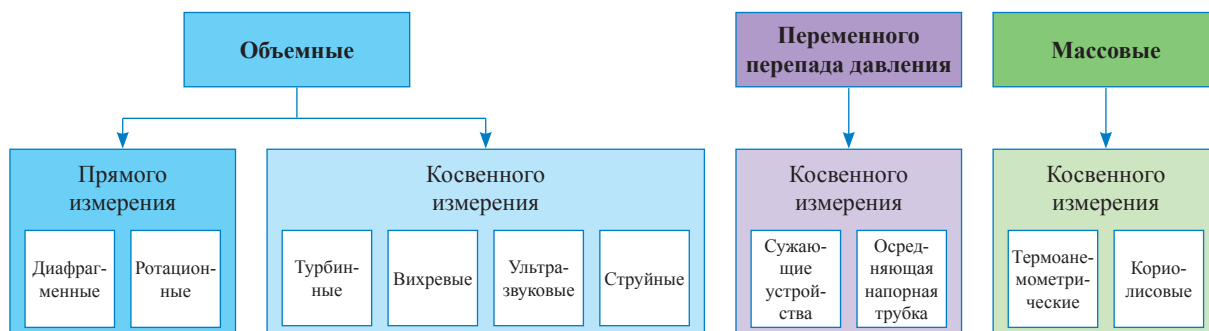 Объемные
Переменного
перепада давления
Массовые
Прямого
измерения
Диафраг-
менные
Ротацион-
ные
Косвенного
измерения
Турбин-
ные
Вихревые
Ультра-
звуковые
Струйные
Косвенного
измерения
Сужаю-
щие
устрой-
ства
Осред-
няющая
напорная
трубка
Косвенного
измерения
Термоане-
мометри-
ческие
Корио-
лисовые